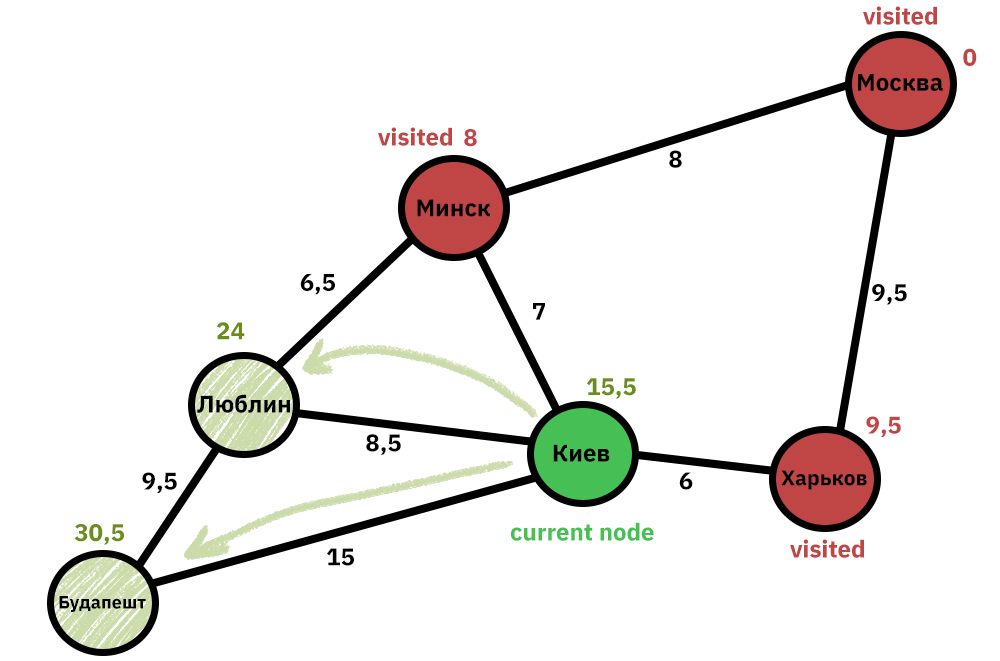 visited
Москва
0
visited 8
Минск
8
6,5
7
9,5
24
Люблин
15,5
Киев
8,5
9,5
Харьков
6
9,5
30,5
current node
visited
15
Будапешт